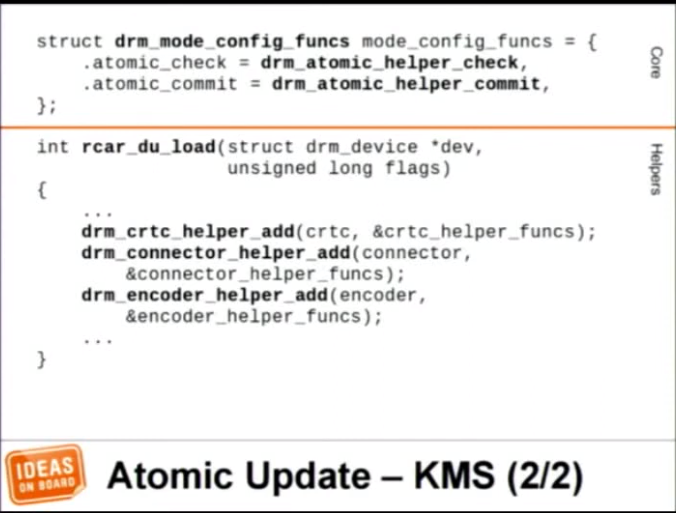 struct drm_mode_config_funcs mode_config_funcs = {
    .atomic_check = drm_atomic_helper_check,
    .atomic_commit = drm_atomic_helper_commit,
};
Core
int rcar_du_load(struct drm_device *dev,
                 unsigned long flags)
{
    ...
    drm_crtc_helper_add(crtc, &crtc_helper_funcs);
    drm_connector_helper_add(connector,
        &connector_helper_funcs);
    drm_encoder_helper_add(encoder,
        &encoder_helper_funcs);
    ...
}
Helpers
IDEAS
ON BOARD
Atomic Update – KMS (2/2)